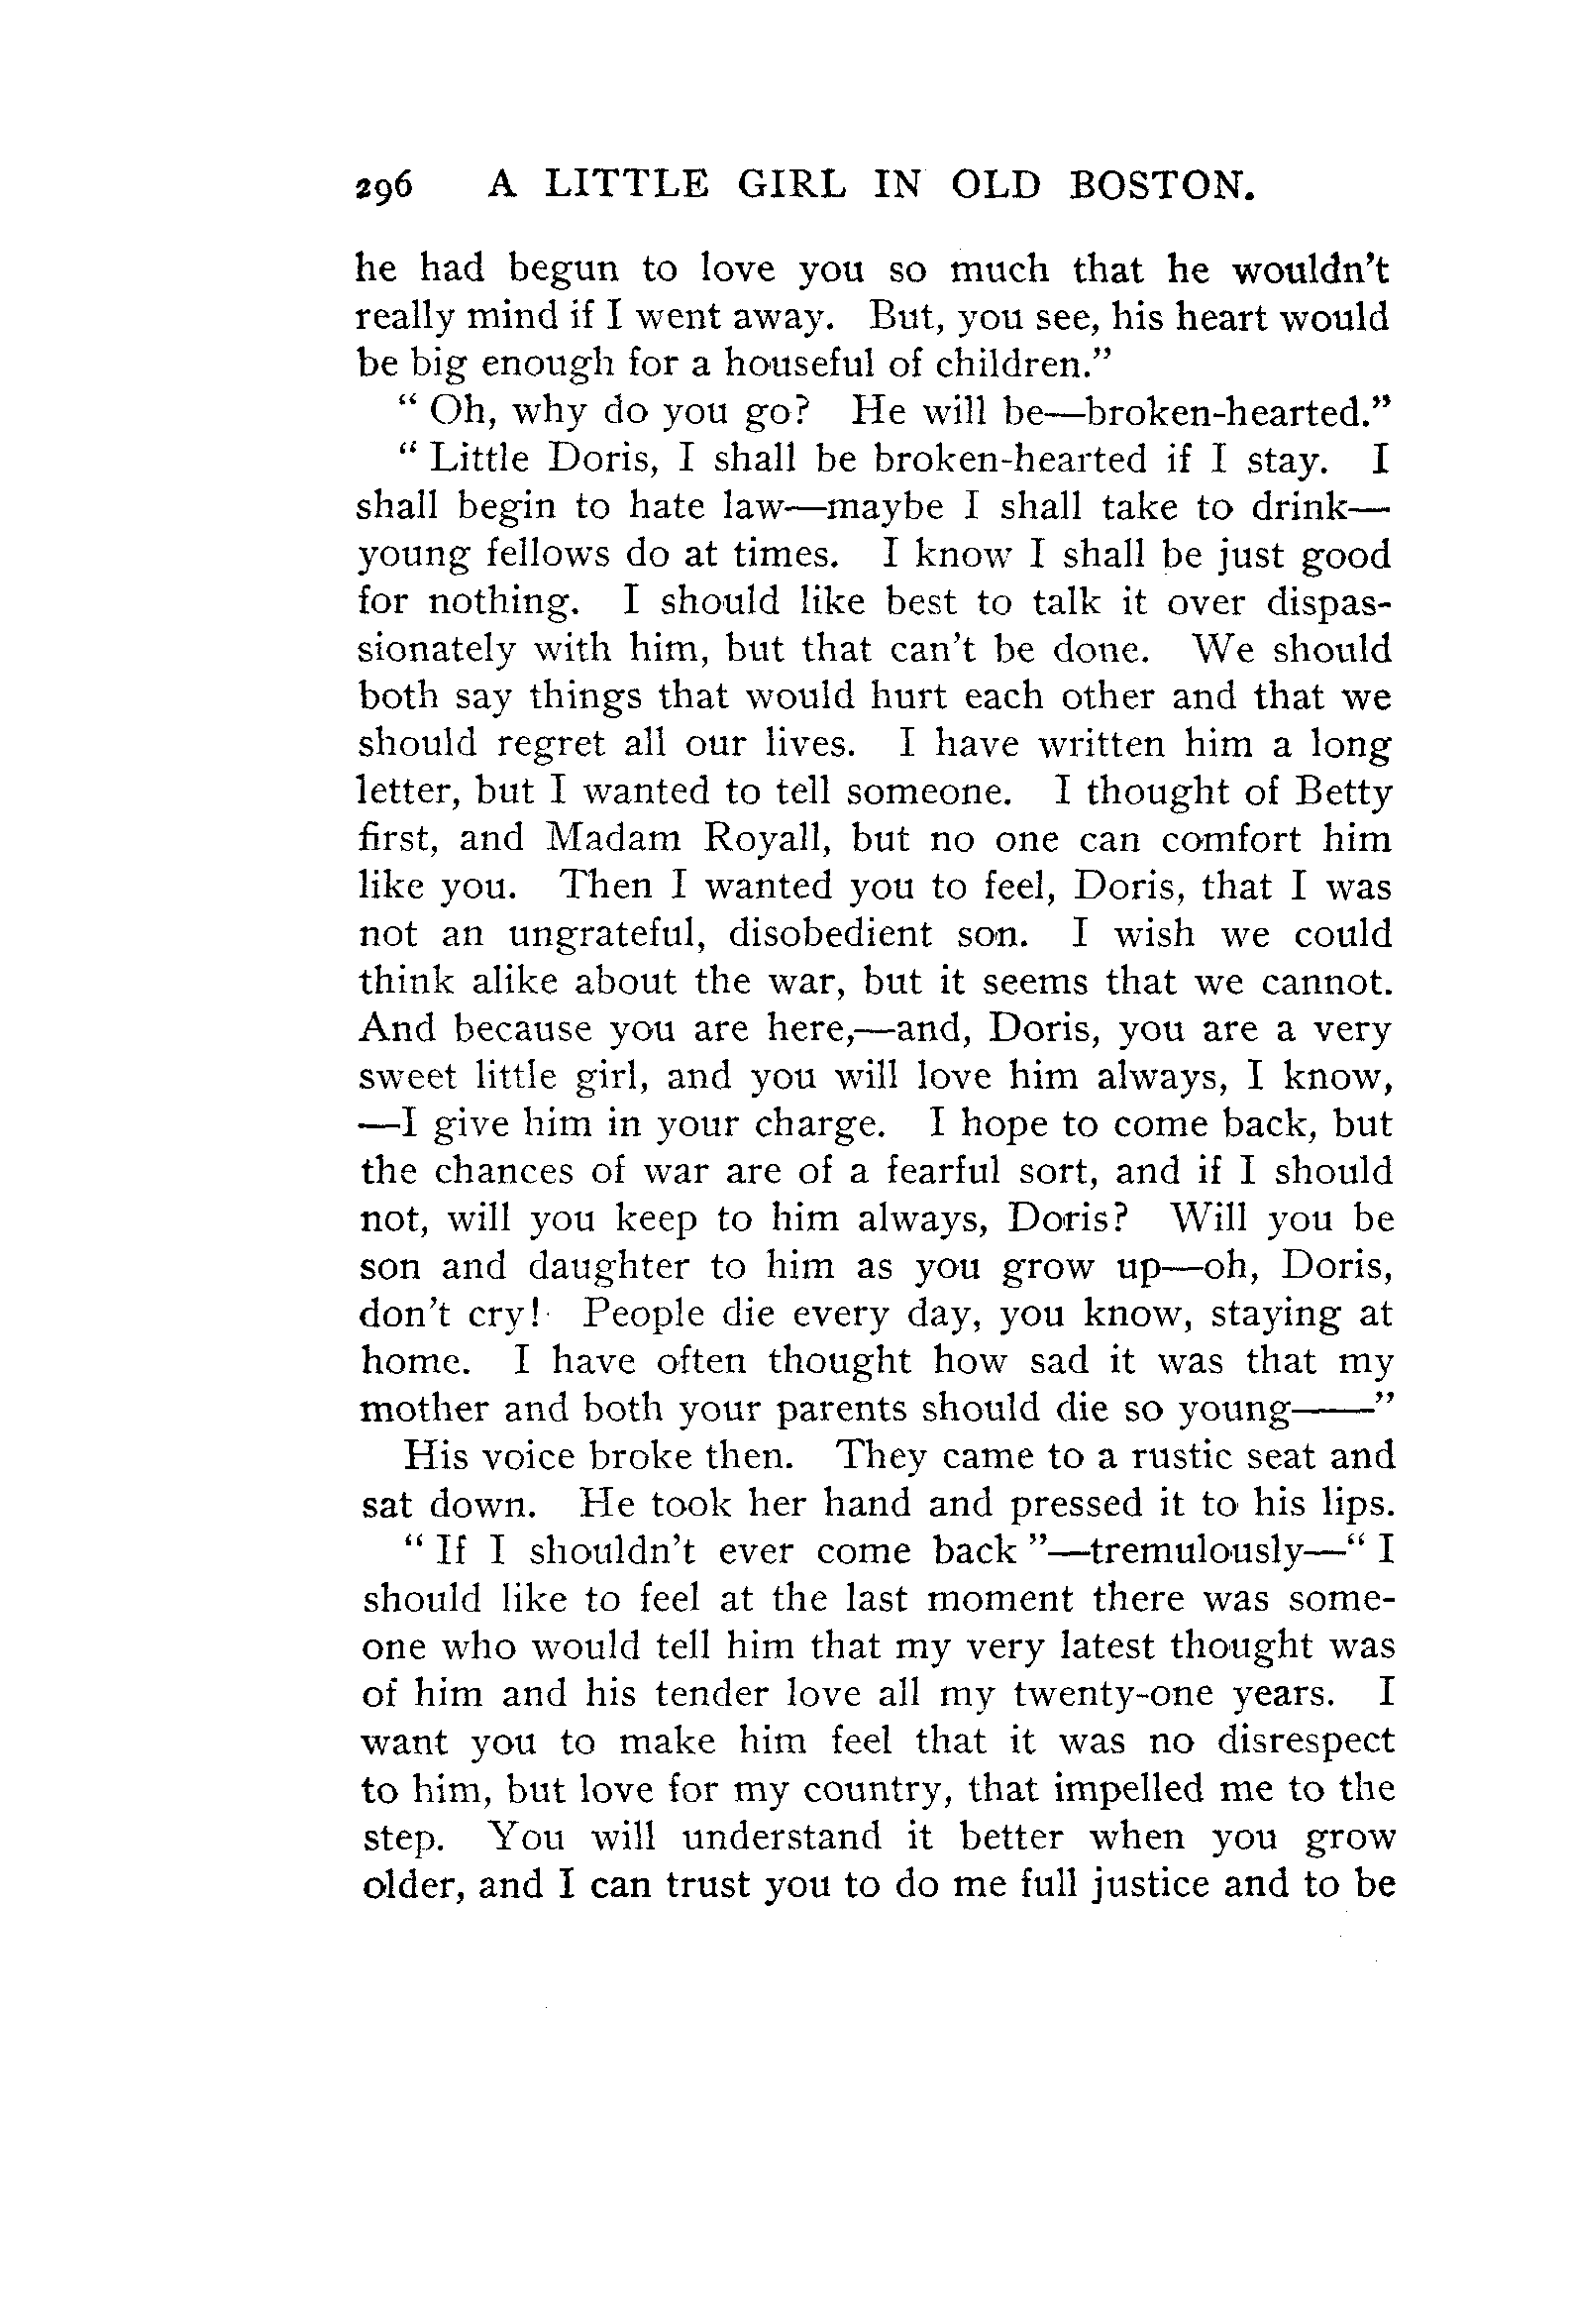 296 A LITTLE GIRL IN OLD BOSTON.
he had begun to love you so much that he wouldn't
really mind if I went away. But, you see, his heart would
be big enough for a houseful of children."
" Oh, why do you go? He will be—broken-hearted."
" Little Doris, I shall be broken-hearted if I stay. I
shall begin to hate law—maybe I shall take to drink—
young fellows do at times. I know I shall be just good
for nothing. I should like best to talk it over dispas-
sionately with him, but that can't be done. We should
both say things that would hurt each other and that we
should regret all our lives. I have written him a long
letter, but I wanted to tell someone. I thought of Betty
first, and Madam Royall, but no one can comfort him
like you. Then I wanted you to feel, Doris, that I was
not an ungrateful, disobedient son. I wish we could
think alike about the war, but it seems that we cannot.
And because you are here,—and, Doris, you are a very
sweet little girl, and you will love him always, I know,
—I give him in your charge. I hope to come back, but
the chances of war are of a fearful sort, and if I should
not, will you keep to him always, Doris? Will you be
son and daughter to him as you grow up—oh, Doris,
don't cry! People die every day, you know, staying at
home. I have often thought how sad it was that my
mother and both your parents should die so young——"
His voice broke then. They came to a rustic seat and
sat down. He took her hand and pressed it to his lips.
" If I shouldn't ever come back "—tremulously—" I
should like to feel at the last moment there was some-
one who would tell him that my very latest thought was
of him and his tender love all my twenty-one years. I
want you to make him feel that it was no disrespect
to him, but love for my country, that impelled me to the
step. You will understand it better when you grow
older, and I can trust you to do me full justice and to be